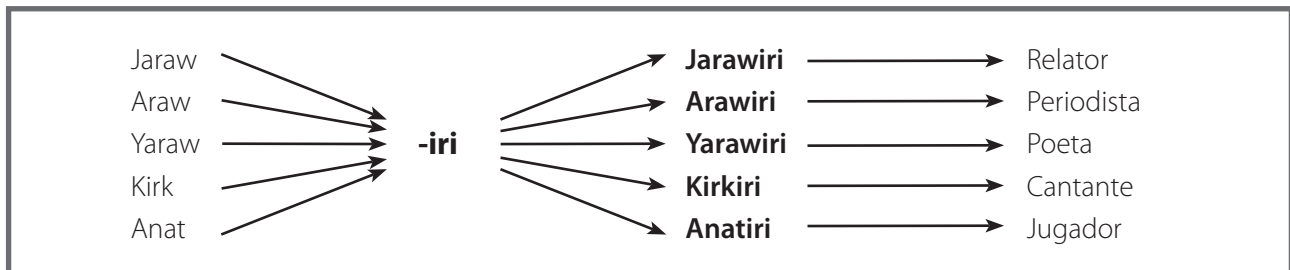 Jaraw Jarawiri Relator
Araw Arawiri Periodista
Yaraw -iri Yarawiri Poeta
Kirk Kirkiri Cantante
Anat Anatiri Jugador